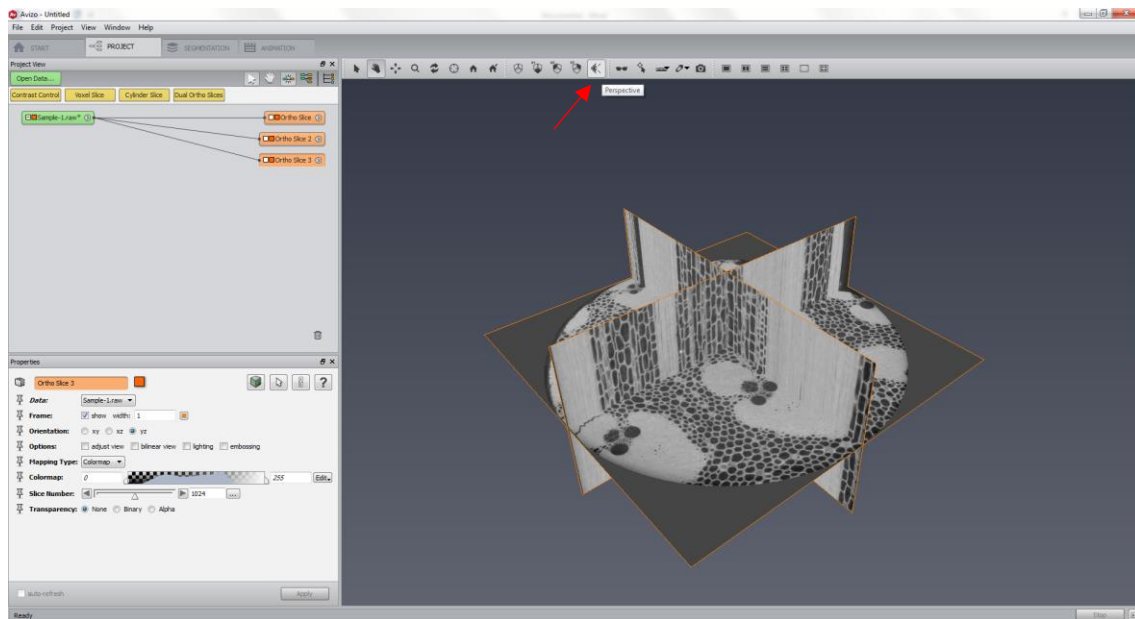 Avizo - Untitled
File Edit Project View Window Help
START PROJECT SEGMENTATION ANIMATION
Project View
Open Data...
Perspective
Contrast Control Voxel Slice Cylinder Slice Dual Ortho Slices
Sample-1.raw* Ortho Slice
Ortho Slice 2
Ortho Slice 3
Properties
Ortho Slice 3
?
Data: Sample-1.raw
Frame: show width: 1
Orientation: xy xz yz
Options: adjust view bilinear view lighting embossing
Mapping Type: Colormap
Colormap: 0 255 Edit
Slice Number: 1024 ...
Transparency: None Binary Alpha
auto-refresh Apply
Ready Stop